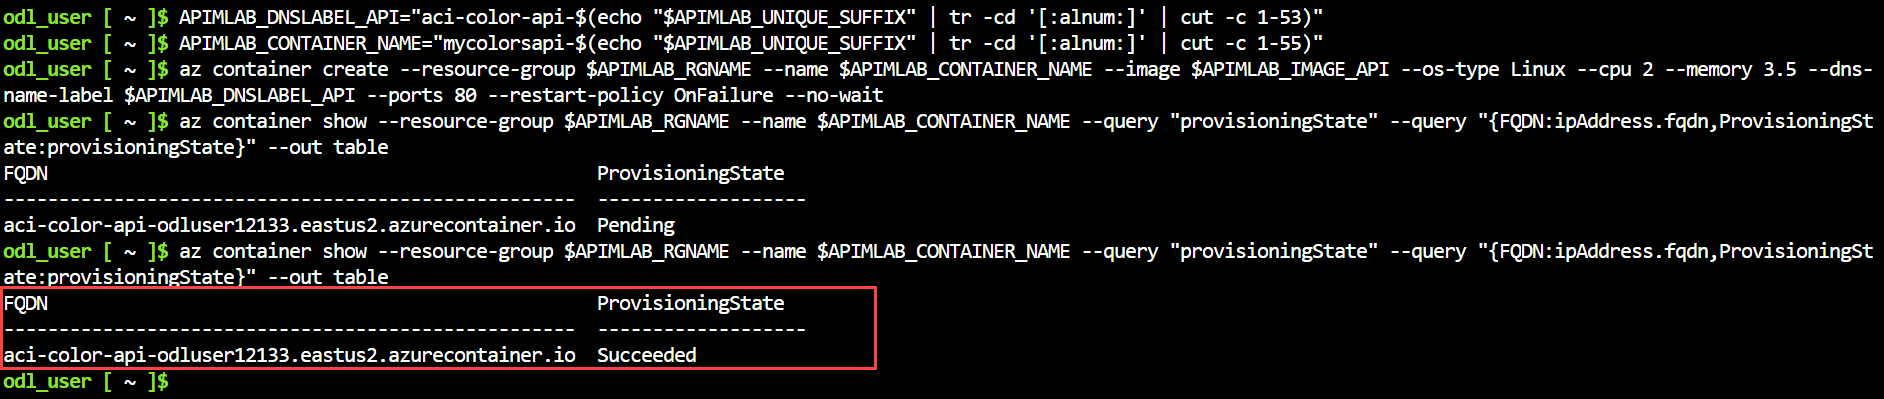 odl_user [ ~ ]$ APIMLAB_DNSLABEL_API="aci-color-api-$(echo "$APIMLAB_UNIQUE_SUFFIX" | tr -cd '[:alnum:]' | cut -c 1-53)"
odl_user [ ~ ]$ APIMLAB_CONTAINER_NAME="mycolorsapi-$(echo "$APIMLAB_UNIQUE_SUFFIX" | tr -cd '[:alnum:]' | cut -c 1-55)"
odl_user [ ~ ]$ az container create --resource-group $APIMLAB_RGNAME --name $APIMLAB_CONTAINER_NAME --image $APIMLAB_IMAGE_API --os-type Linux --cpu 2 --memory 3.5 --dns-
name-label $APIMLAB_DNSLABEL_API --ports 80 --restart-policy OnFailure --no-wait
odl_user [ ~ ]$ az container show --resource-group $APIMLAB_RGNAME --name $APIMLAB_CONTAINER_NAME --query "provisioningState" --query "{FQDN:ipAddress.fqdn,ProvisioningSt
ate:provisioningState}" --out table
FQDN                                                  ProvisioningState
----------------------------------------------------  -------------------
aci-color-api-odluser12133.eastus2.azurecontainer.io  Pending
odl_user [ ~ ]$ az container show --resource-group $APIMLAB_RGNAME --name $APIMLAB_CONTAINER_NAME --query "provisioningState" --query "{FQDN:ipAddress.fqdn,ProvisioningSt
ate:provisioningState}" --out table
FQDN                                                  ProvisioningState
----------------------------------------------------  -------------------
aci-color-api-odluser12133.eastus2.azurecontainer.io  Succeeded
odl_user [ ~ ]$